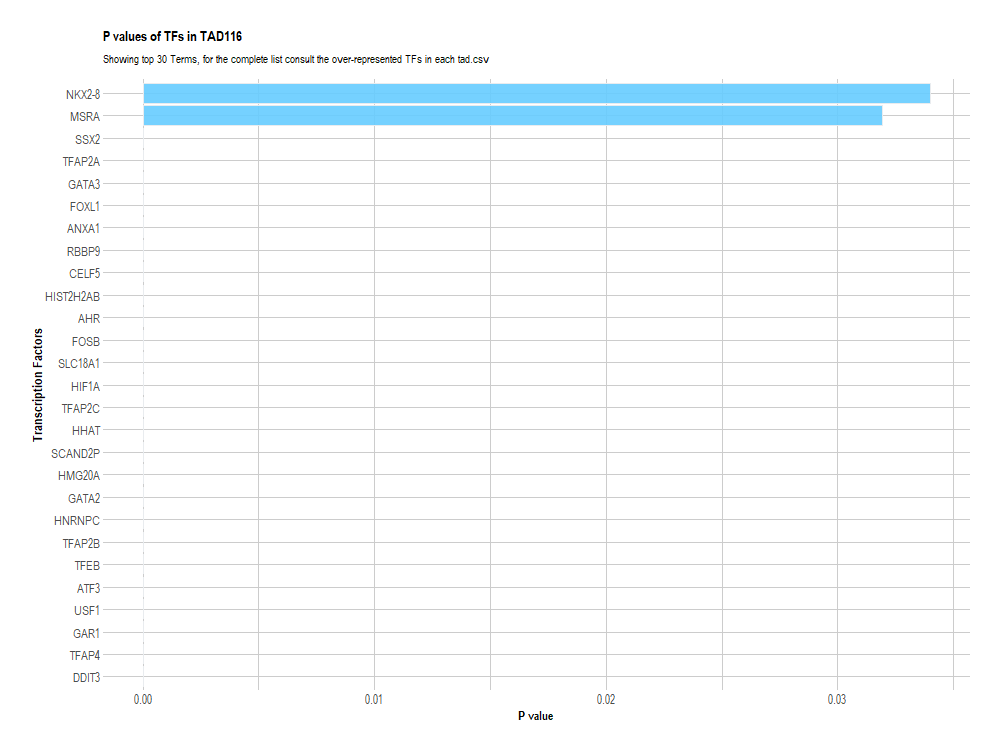 P values of TFs in TAD116
Showing top 30 Terms, for the complete list consult the over-represented TFs in each tad.csv
NKX2-8
MSRA
SSX2
TFAP2A
GATA3
FOXL1
ANXA1
RBBP9
CELF5
HIST2H2AB
AHR
FOSB
SLC18A1
HIF1A
TFAP2C
HHAT
SCAND2P
HMG20A
GATA2
HNRNPC
TFAP2B
TFEB
ATF3
USF1
GAR1
TFAP4
DDIT3
Transcription Factors
0.00 0.01 0.02 0.03
P value